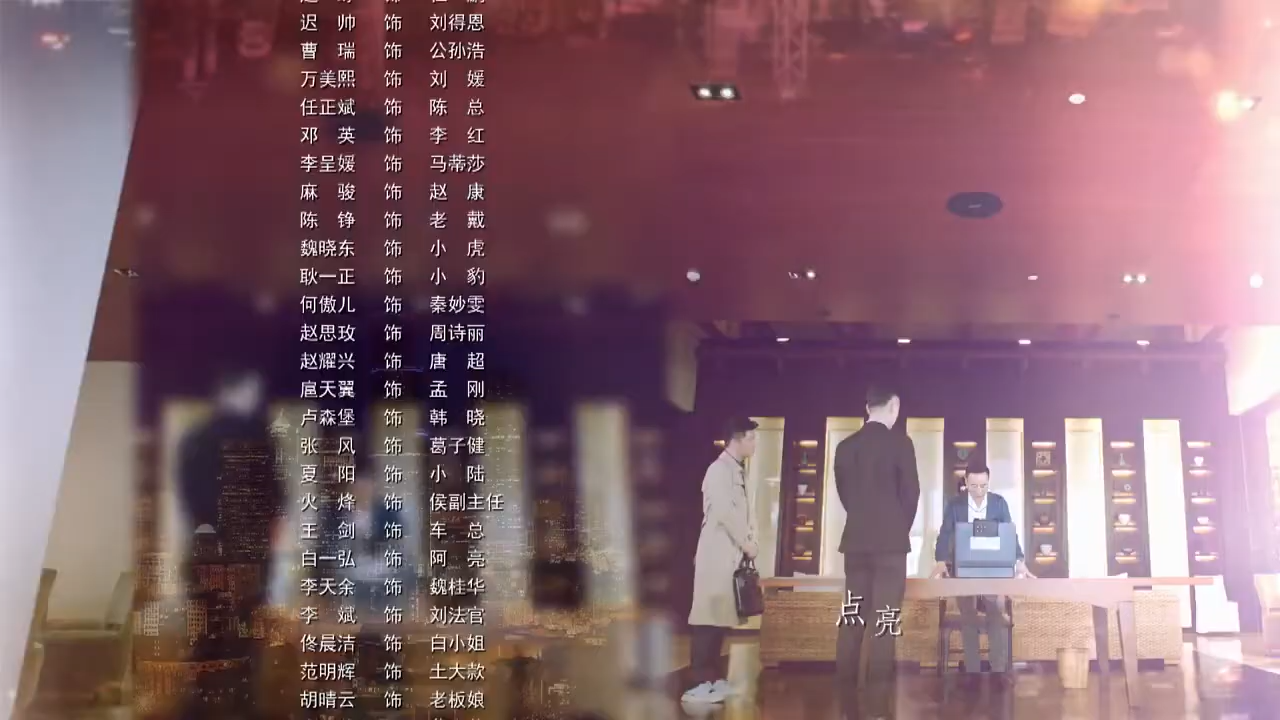 迟 帅 饰 刘得恩
曹 瑞 饰 公孙浩
万美熙 饰 刘 媛
任正斌 饰 陈 总
邓 英 饰 李 红
李呈媛 饰 马蒂莎
麻 骏 饰 赵 康
陈 铮 饰 老 戴
魏晓东 饰 小 虎
耿一正 饰 小 豹
何傲儿 饰 秦妙雯
赵思玫 饰 周诗丽
赵耀兴 饰 唐 超
扈天翼 饰 孟 刚
卢森堡 饰 韩 晓
张 风 饰 葛子健
夏 阳 饰 小 陆
火 烽 饰 侯副主任
王 剑 饰 车 总
白一弘 饰 阿 亮
李天余 饰 魏桂华
李 斌 饰 刘法官
佟晨洁 饰 白小姐
范明辉 饰 土大款
胡晴云 饰 老板娘
点亮